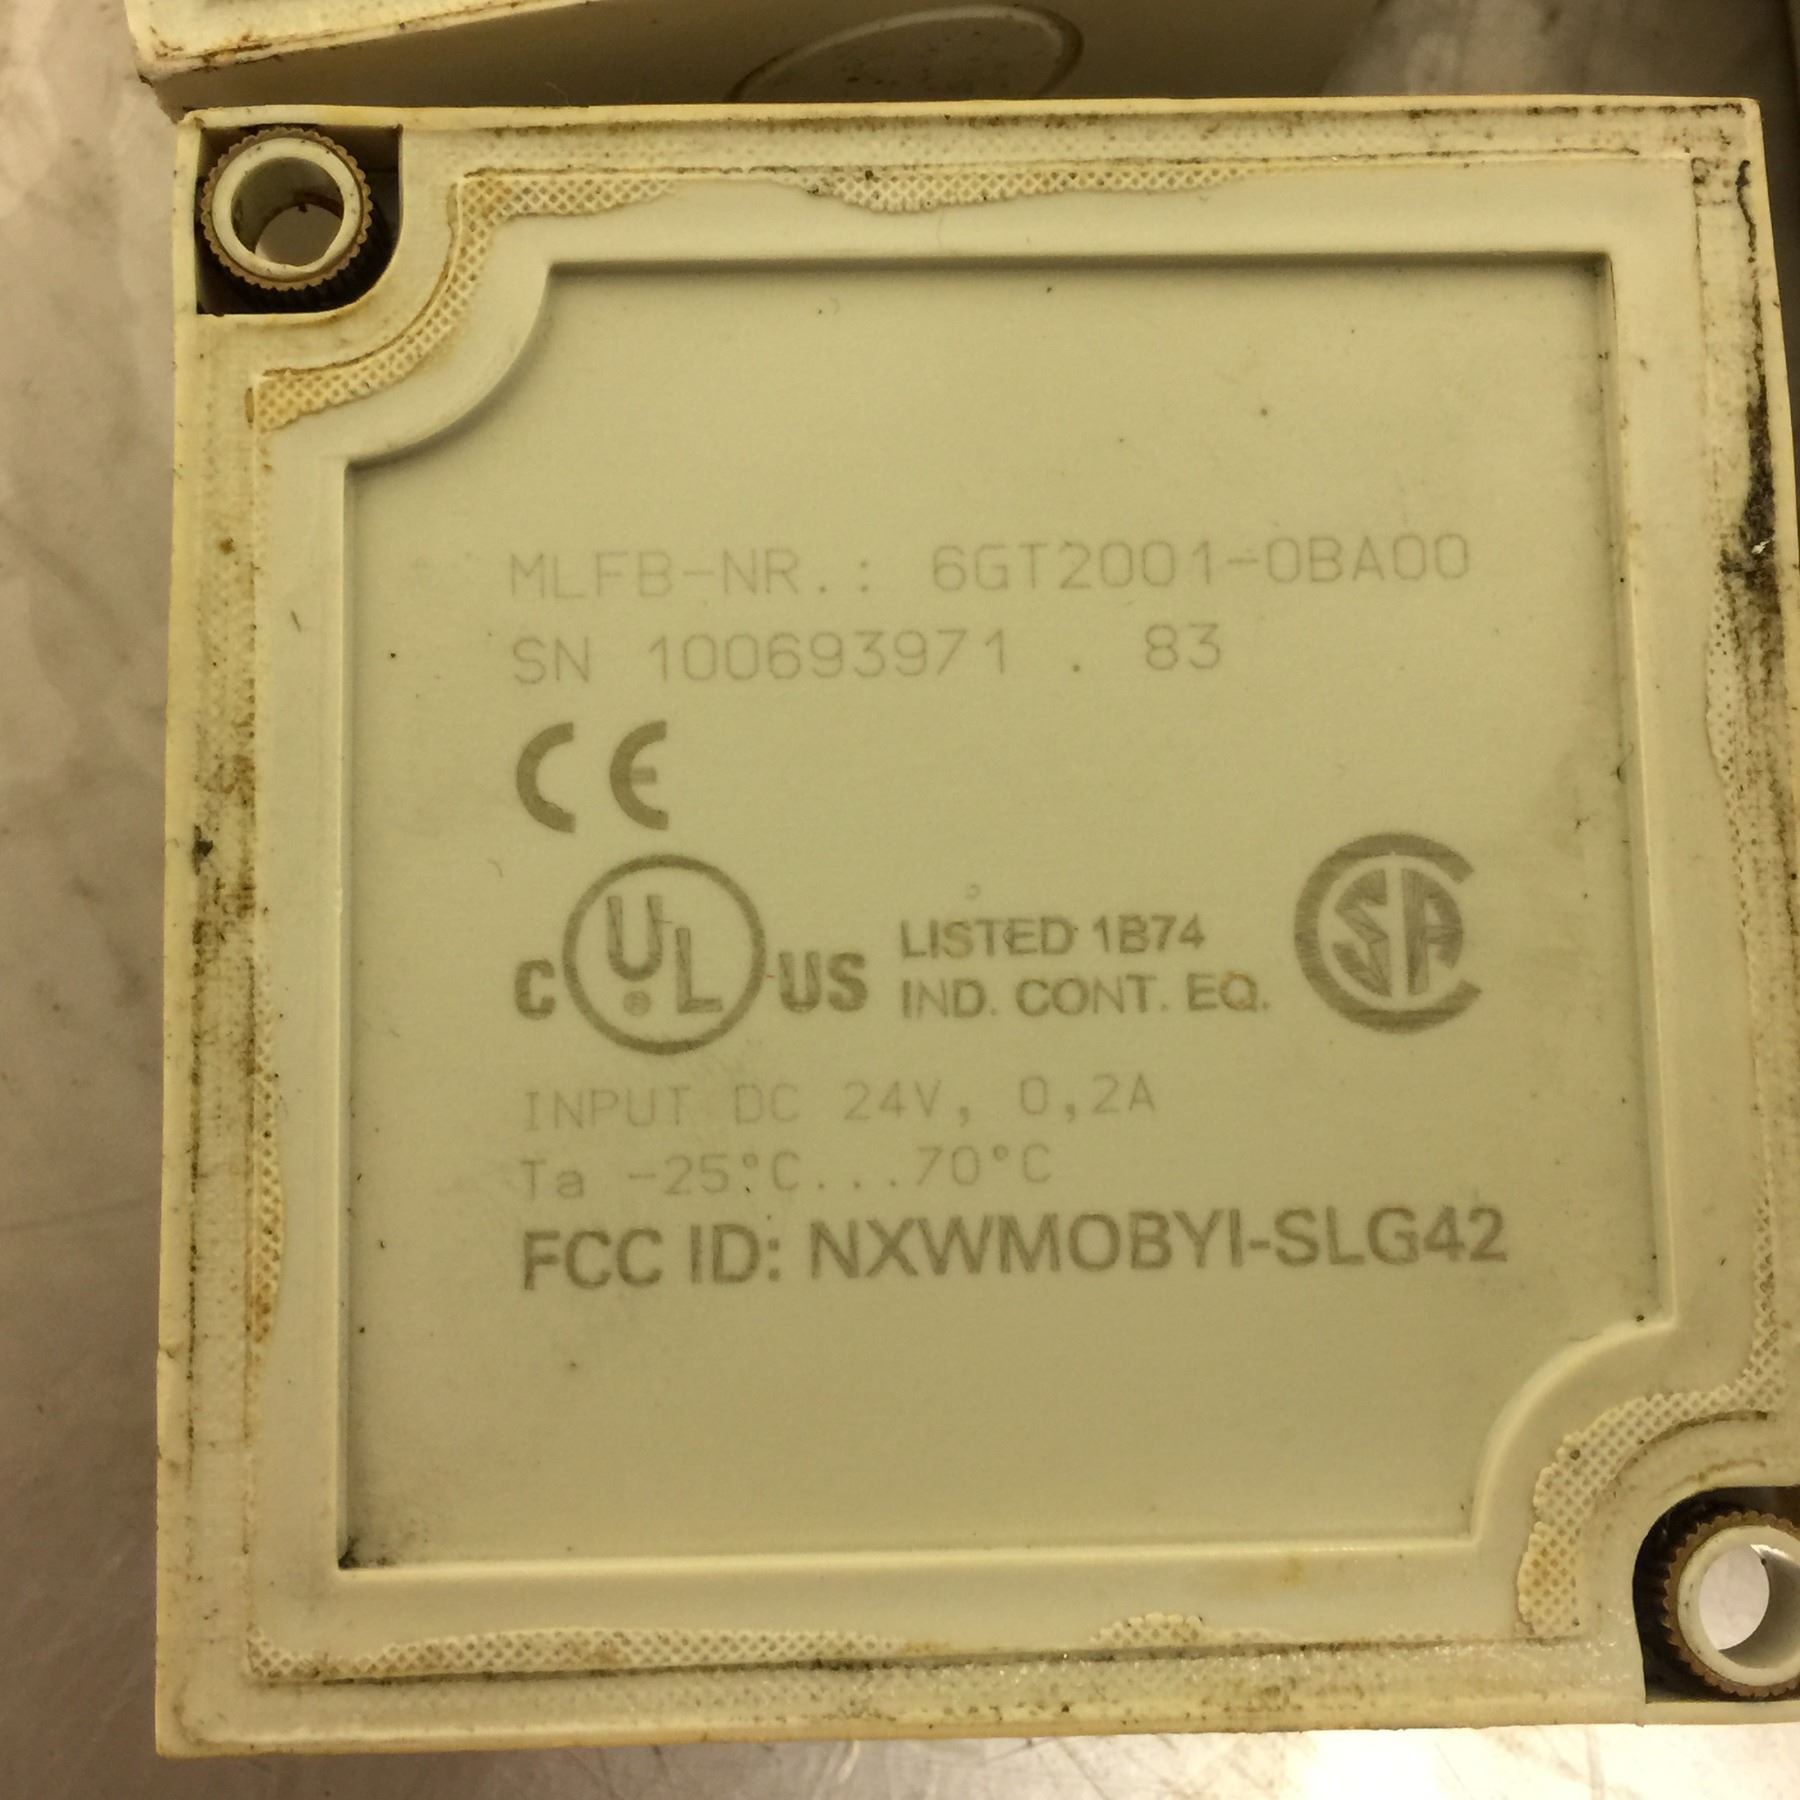 MLFB-NR.: 6GT2001-0BA00
SN 100693971 . 83
CE
C UL ® US LISTED 1B74
IND. CONT. EQ.
SA
INPUT DC 24V, 0,2A
Ta -25°C...70°C
FCC ID: NXWMOBYI-SLG42